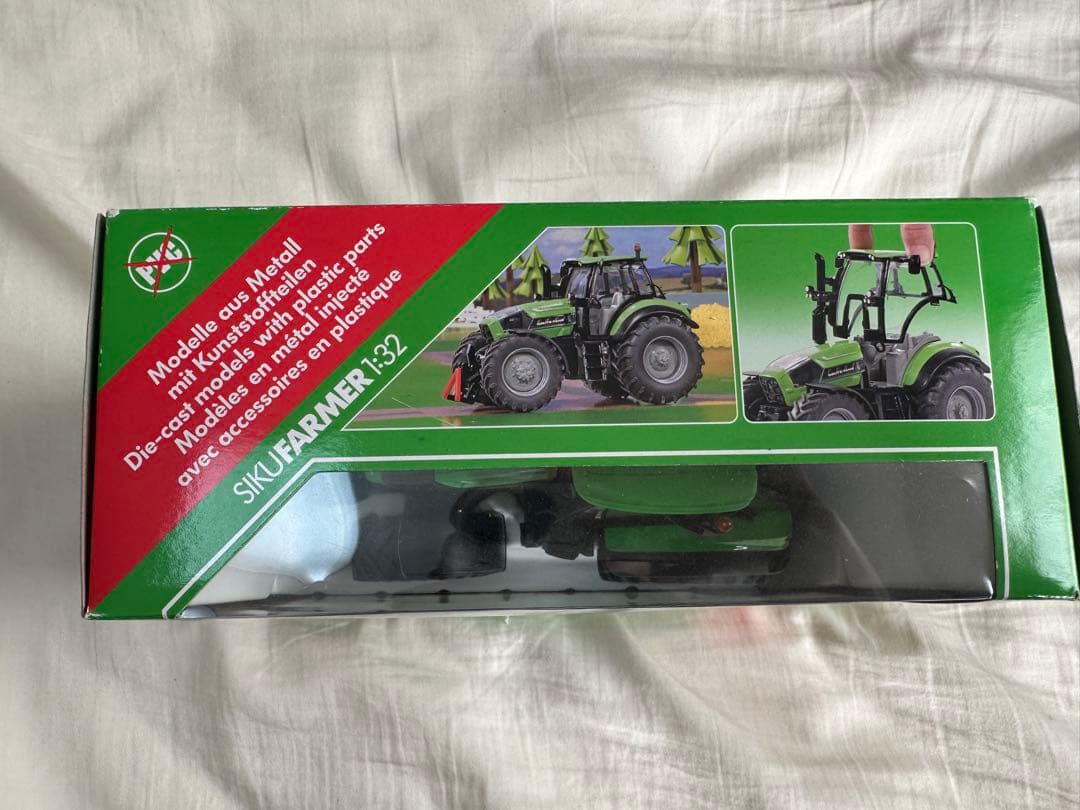 PVC
Modelle aus Metall
mit Kunststoffteilen
Die-cast models with plastic parts
Modèles en métal injecté
avec accessoires en plastique
SIKUFARMER 1:32